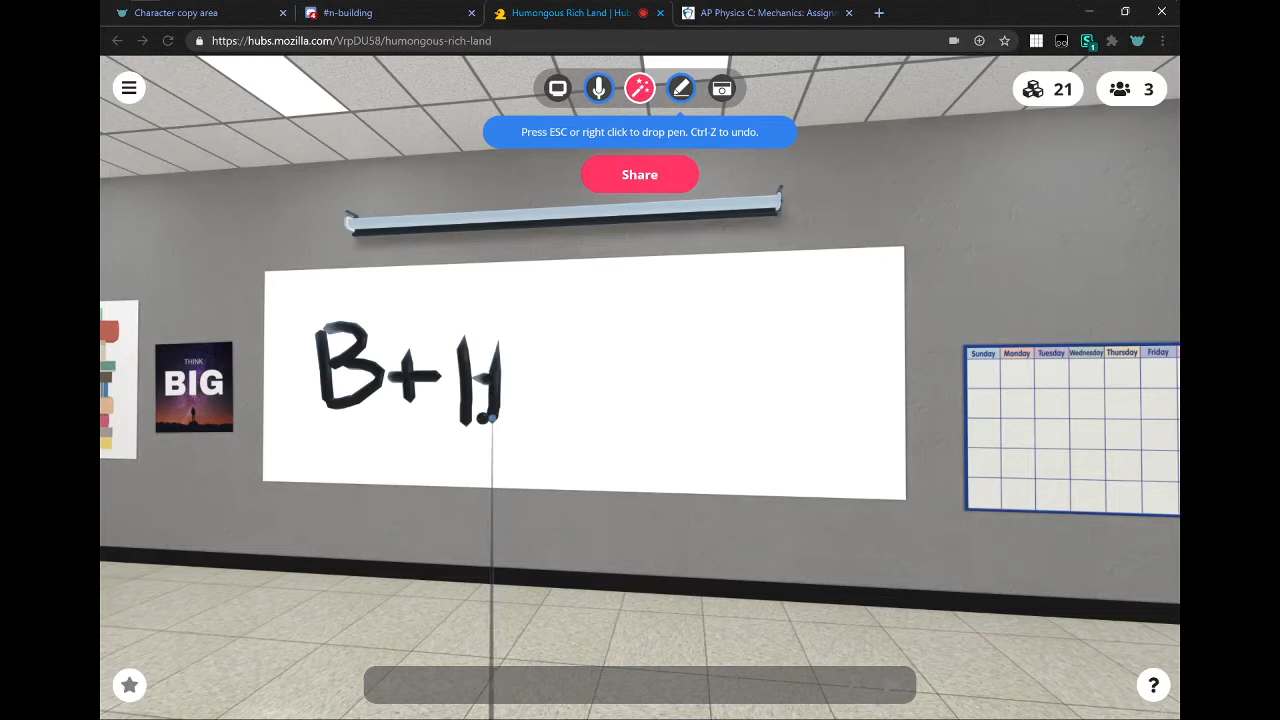 Character copy area
#n-building
Humongous Rich Land | Hub
AP Physics C: Mechanics: Assign
https://hubs.mozilla.com/VrpDU58/humongous-rich-land
1
21
3
Press ESC or right click to drop pen. Ctrl-Z to undo.
Share
B+H
THINK
BIG
Sunday Monday Tuesday Wednesday Thursday Friday
?